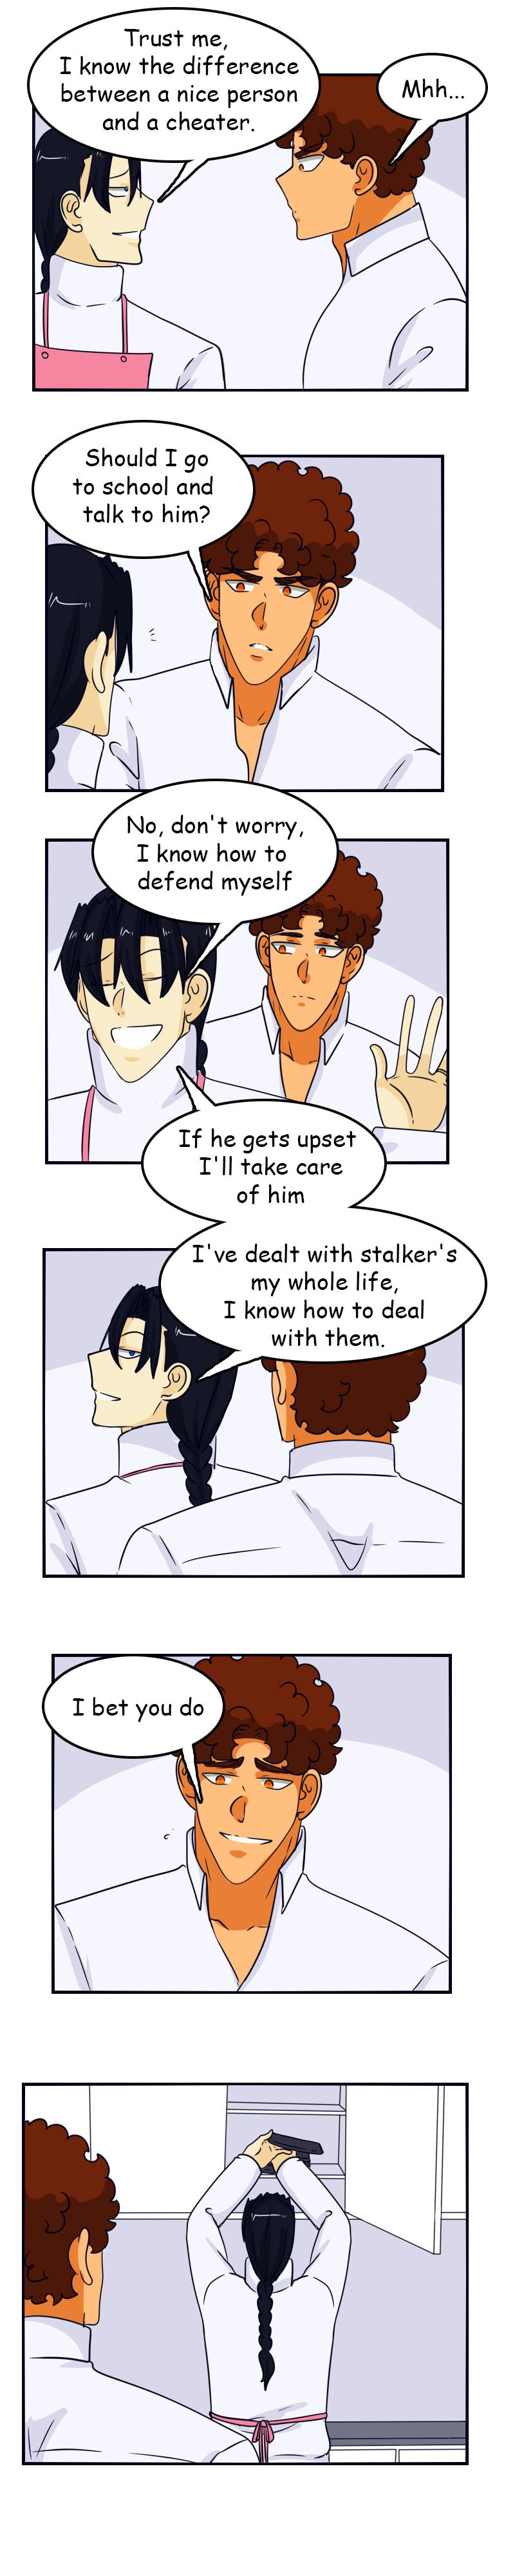 Trust me,
I know the difference
between a nice person
and a cheater.
Mhh...
Should I go
to school and
talk to him?
No, don't worry,
I know how to
defend myself
If he gets upset
I'll take care
of him
I've dealt with stalker's
my whole life,
I know how to deal
with them.
I bet you do